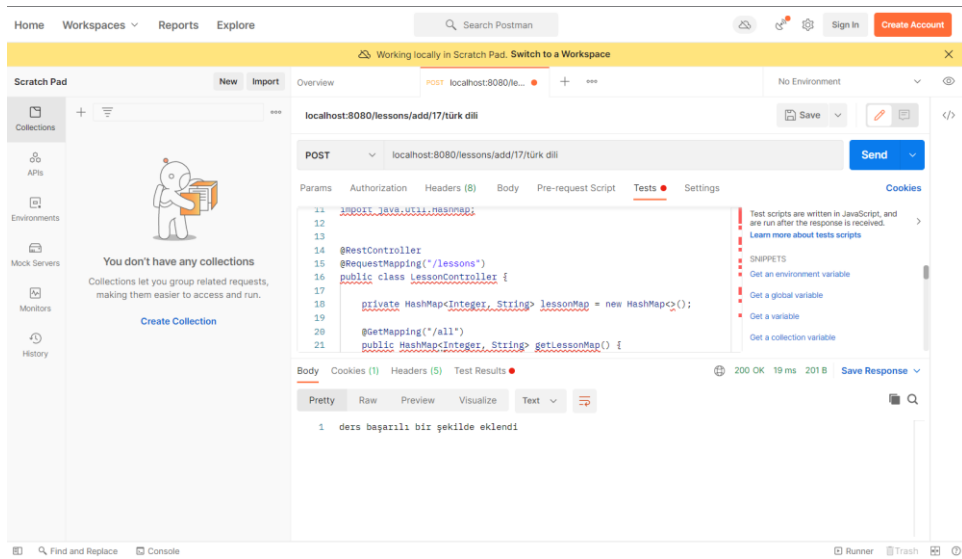 Home Workspaces Reports Explore Search Postman Sign In Create Account
Working locally in Scratch Pad. Switch to a Workspace
Scratch Pad New Import Overview POST localhost:8080/le... No Environment
Collections
APIs
Environments
Mock Servers
Monitors
History
You don't have any collections
Collections let you group related requests,
making them easier to access and run.
Create Collection
localhost:8080/lessons/add/17/türk dili Save
POST localhost:8080/lessons/add/17/türk dili Send
Params Authorization Headers (8) Body Pre-request Script Tests Settings Cookies
11 import java.util.HashMap;
12
13
14 @RestController
15 @RequestMapping("/lessons")
16 public class LessonController {
17
18 private HashMap<Integer, String> lessonMap = new HashMap<>();
19
20 @GetMapping("/all")
21 public HashMap<Integer, String> getLessonMap() {
Test scripts are written in JavaScript, and
are run after the response is received.
Learn more about tests scripts
SNIPPETS
Get an environment variable
Get a global variable
Get a variable
Get a collection variable
Body Cookies (1) Headers (5) Test Results 200 OK 19 ms 201 B Save Response
Pretty Raw Preview Visualize Text
1 ders başarılı bir şekilde eklendi
Find and Replace Console Runner Trash